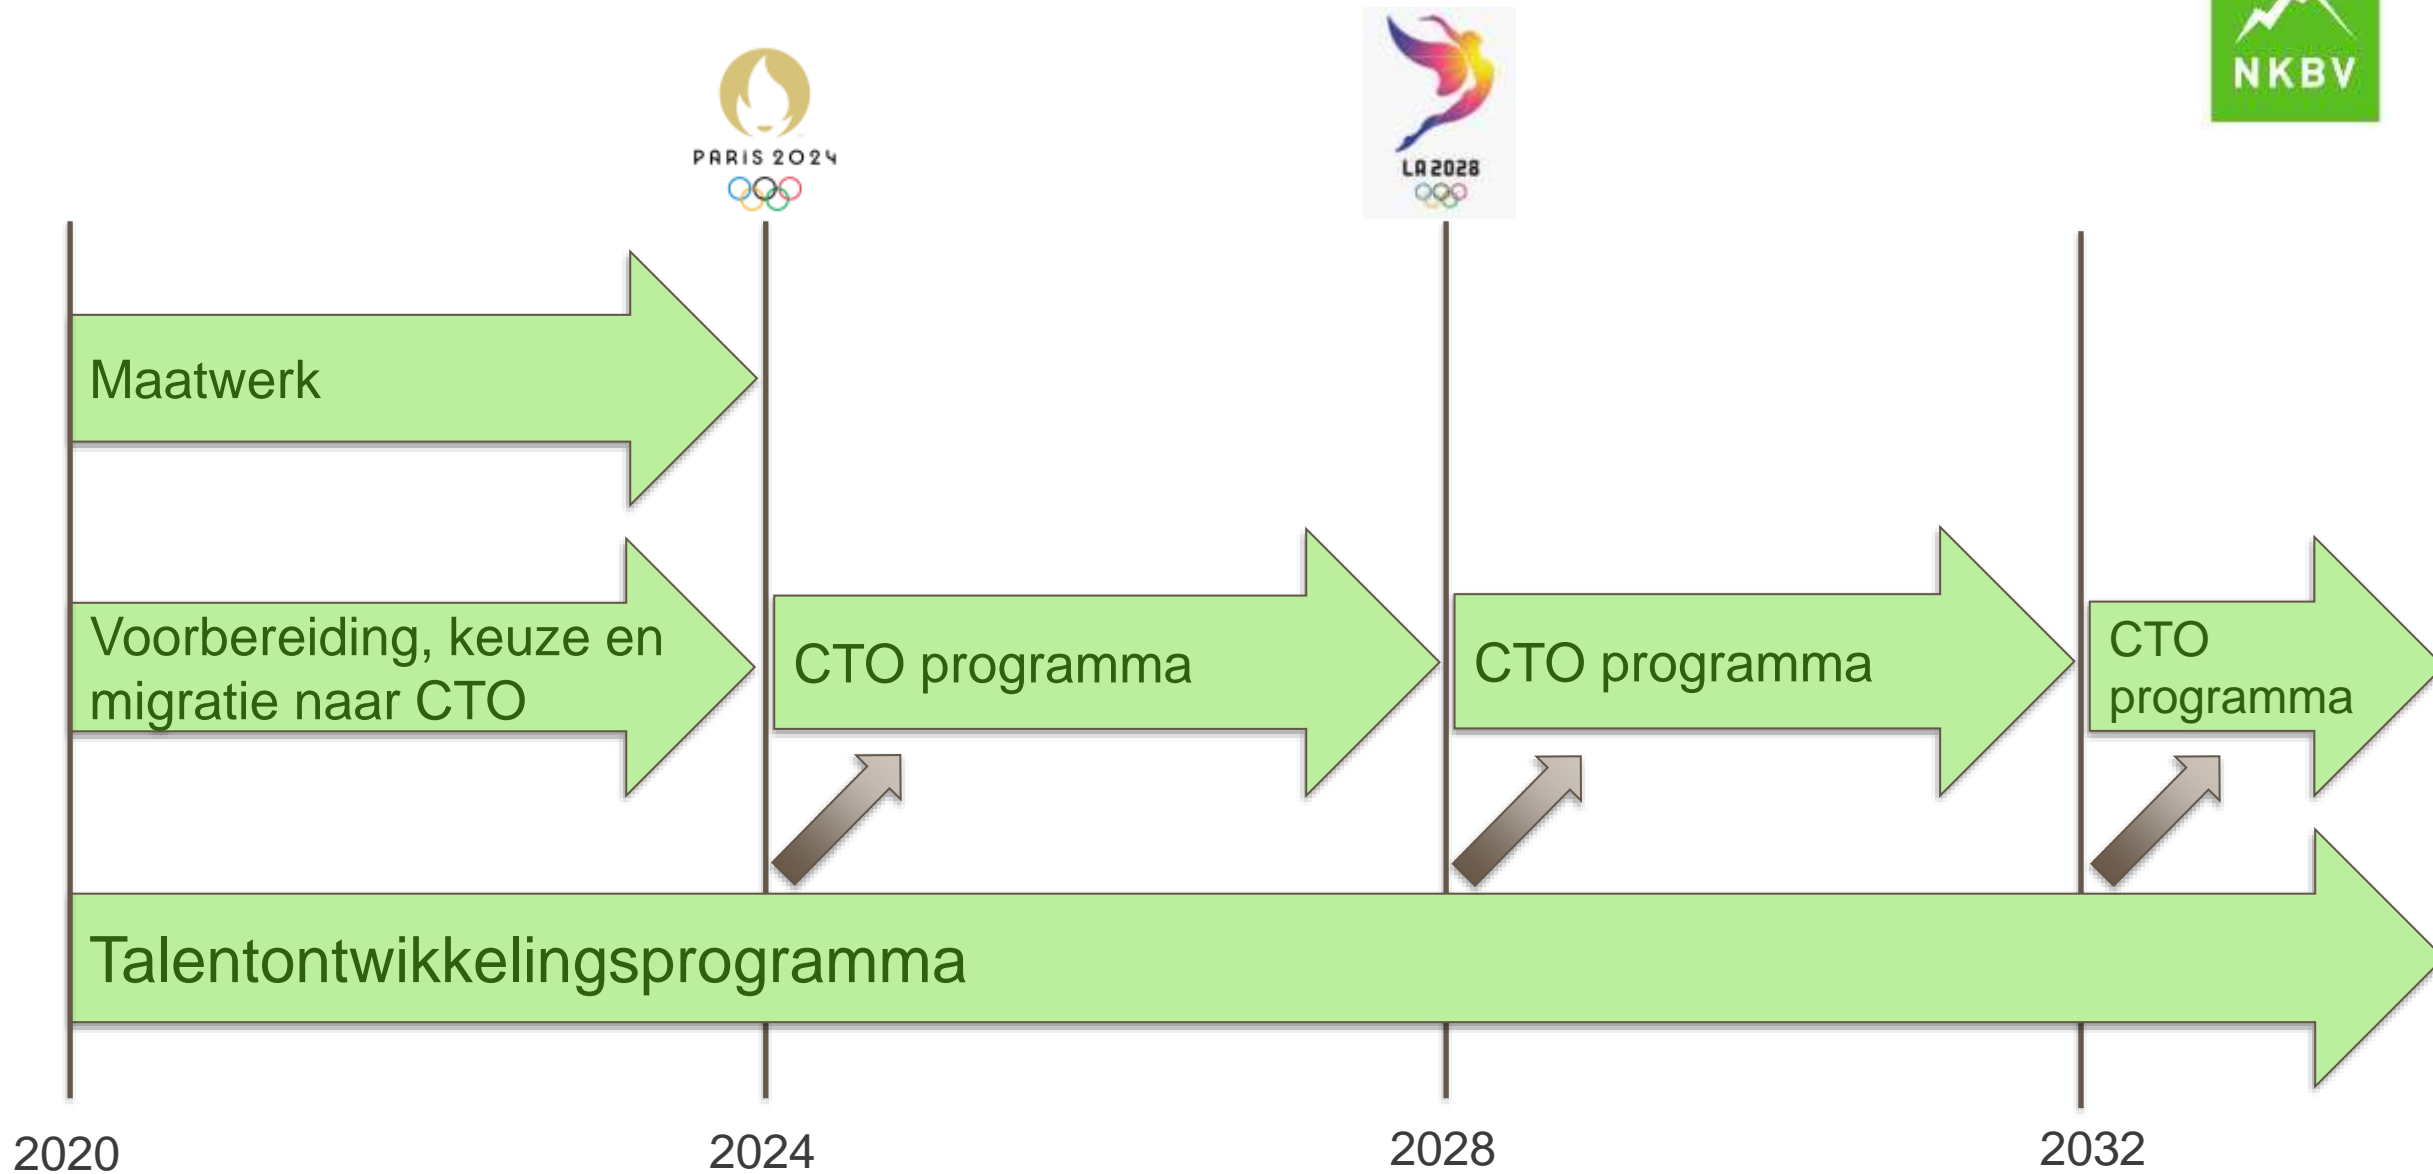 NKBV
PARIS 2024
LA 2028
Maatwerk
Voorbereiding, keuze en
migratie naar CTO
CTO programma
CTO programma
CTO
programma
Talentontwikkelingsprogramma
2020
2024
2028
2032